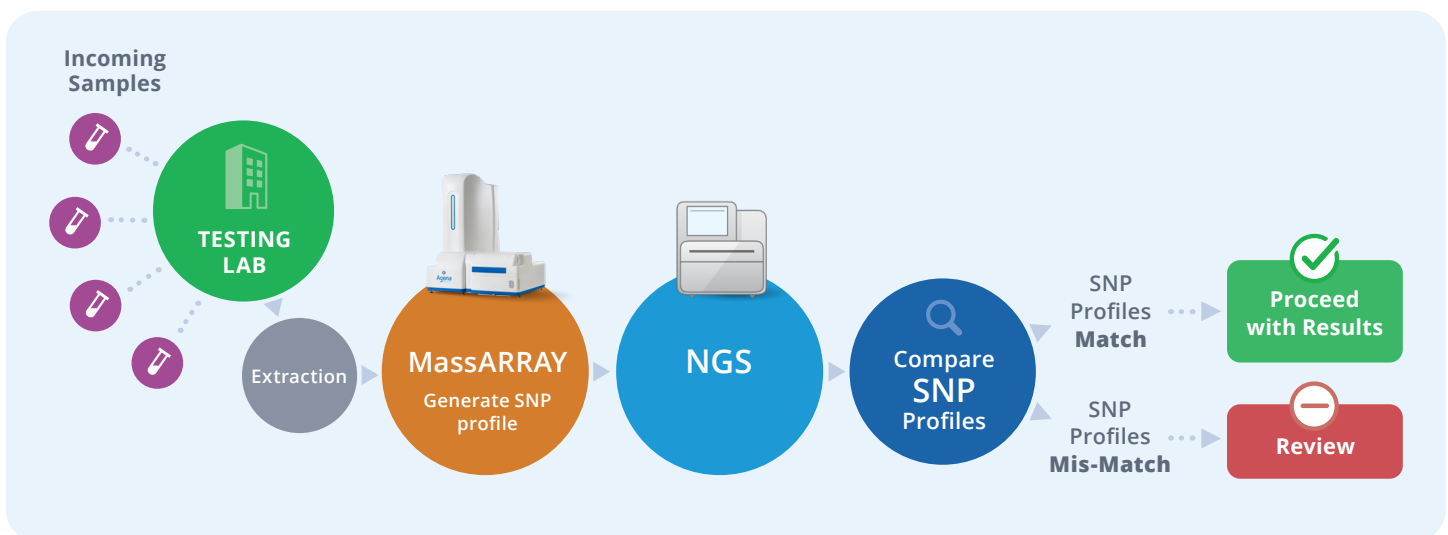 Incoming
Samples
TESTING
LAB
Extraction
Agena
MassARRAY
Generate SNP
profile
NGS
Compare
SNP
Profiles
SNP
Profiles
Match
Proceed
with Results
SNP
Profiles
Mis-Match
Review